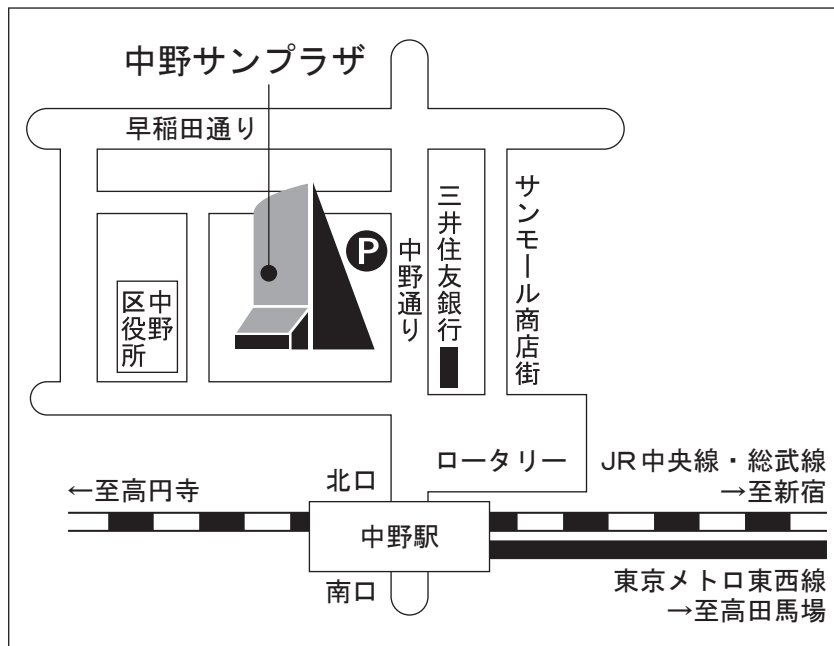 中野サンプラザ
早稲田通り
P
中野通り
三井住友銀行
サンモール商店街
中野
区役所
ロータリー
JR中央線・総武線
→至新宿
北口
←至高円寺
中野駅
南口
東京メトロ東西線
→至高田馬場